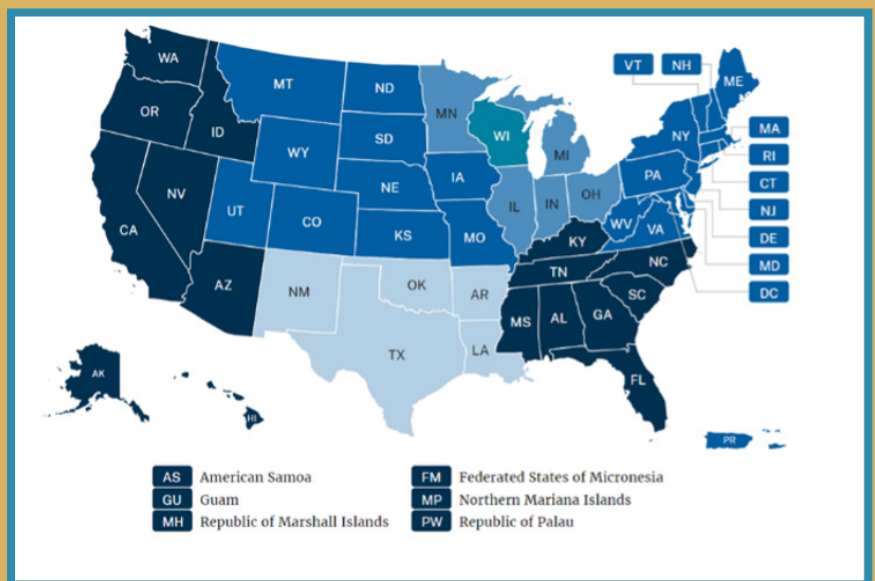 WA
VT NH
ME
MT
ND
OR
MN
ID
SD
WI
NY
MA
WY
MI
RI
NE
IA
PA
CT
NV
UT
CO
IL
IN
OH
NJ
CA
KS
MO
WV
VA
DE
KY
MD
NC
TN
AZ
NM
OK
AR
SC
DC
MS
AL
GA
TX
LA
AK
FL
HI
PR
AS American Samoa
GU Guam
MH Republic of Marshall Islands
FM Federated States of Micronesia
MP Northern Mariana Islands
PW Republic of Palau